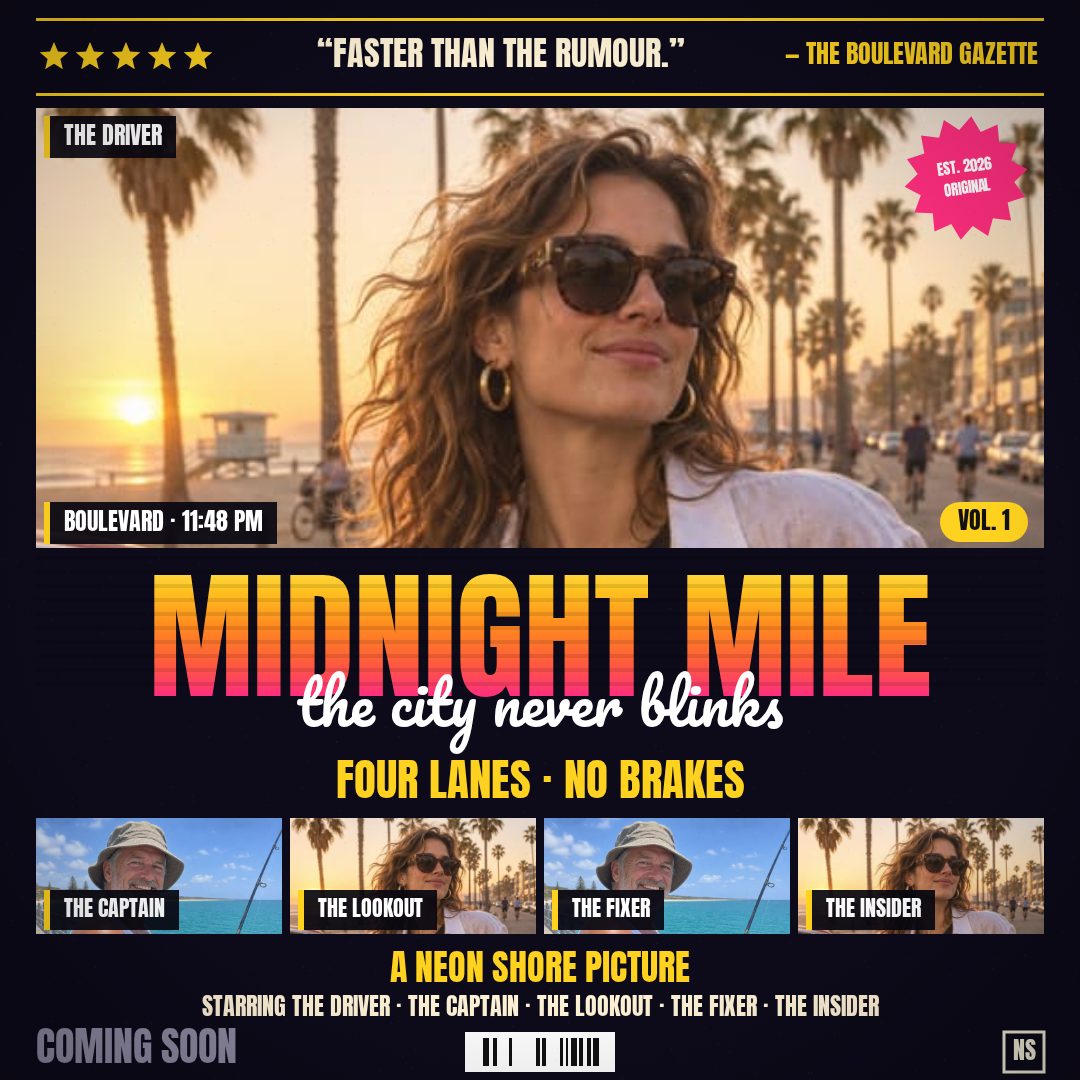 “FASTER THAN THE RUMOUR.”
– THE BOULEVARD GAZETTE
THE DRIVER
EST. 2026
ORIGINAL
BOULEVARD · 11:48 PM
VOL. 1
MIDNIGHT MILE
the city never blinks
FOUR LANES · NO BRAKES
THE CAPTAIN
THE LOOKOUT
THE FIXER
THE INSIDER
A NEON SHORE PICTURE
STARRING THE DRIVER · THE CAPTAIN · THE LOOKOUT · THE FIXER · THE INSIDER
COMING SOON
NS